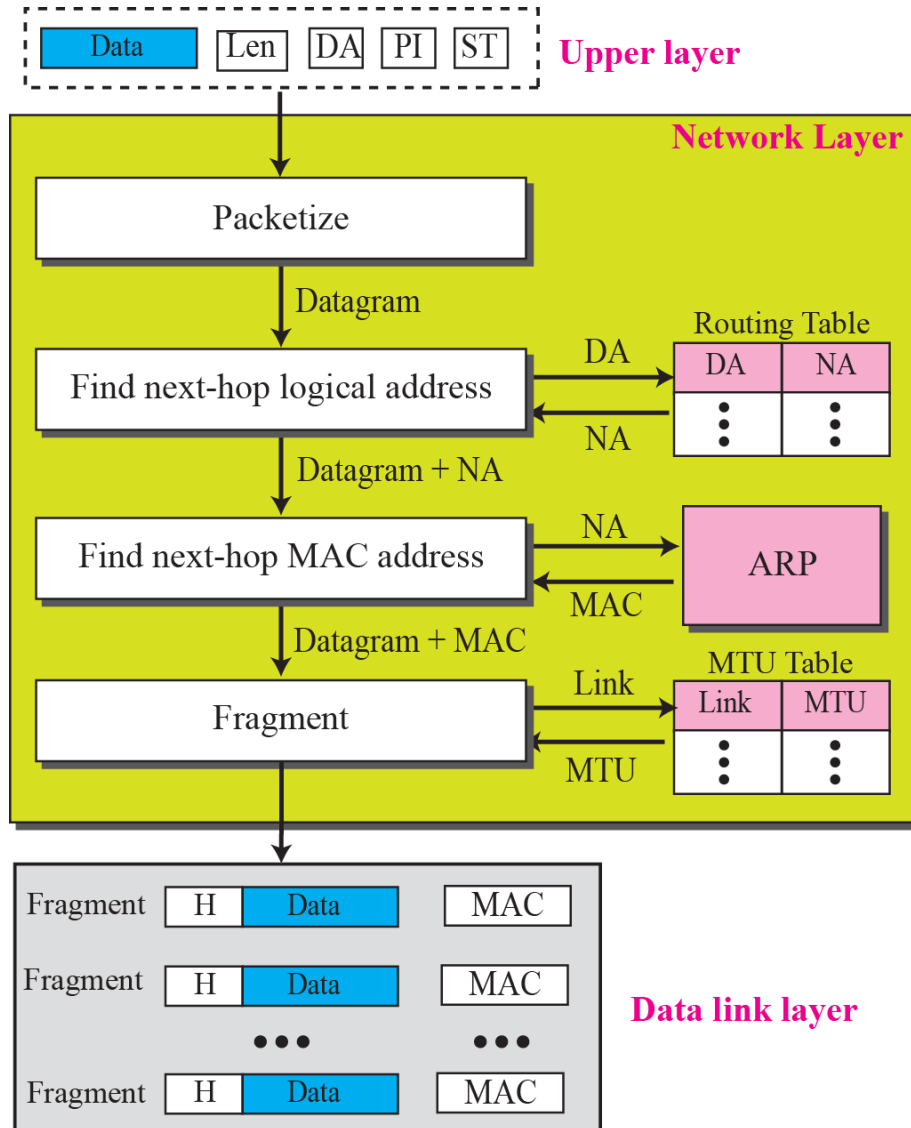 Data Len DA PI ST
Upper layer
Network Layer
Packetize
Datagram
Routing Table
DA NA
Find next-hop logical address
DA
NA
Datagram + NA
Find next-hop MAC address
NA
MAC
ARP
Datagram + MAC
MTU Table
Link MTU
Fragment
Link
MTU
Fragment H Data MAC
Fragment H Data MAC
Data link layer
Fragment H Data MAC